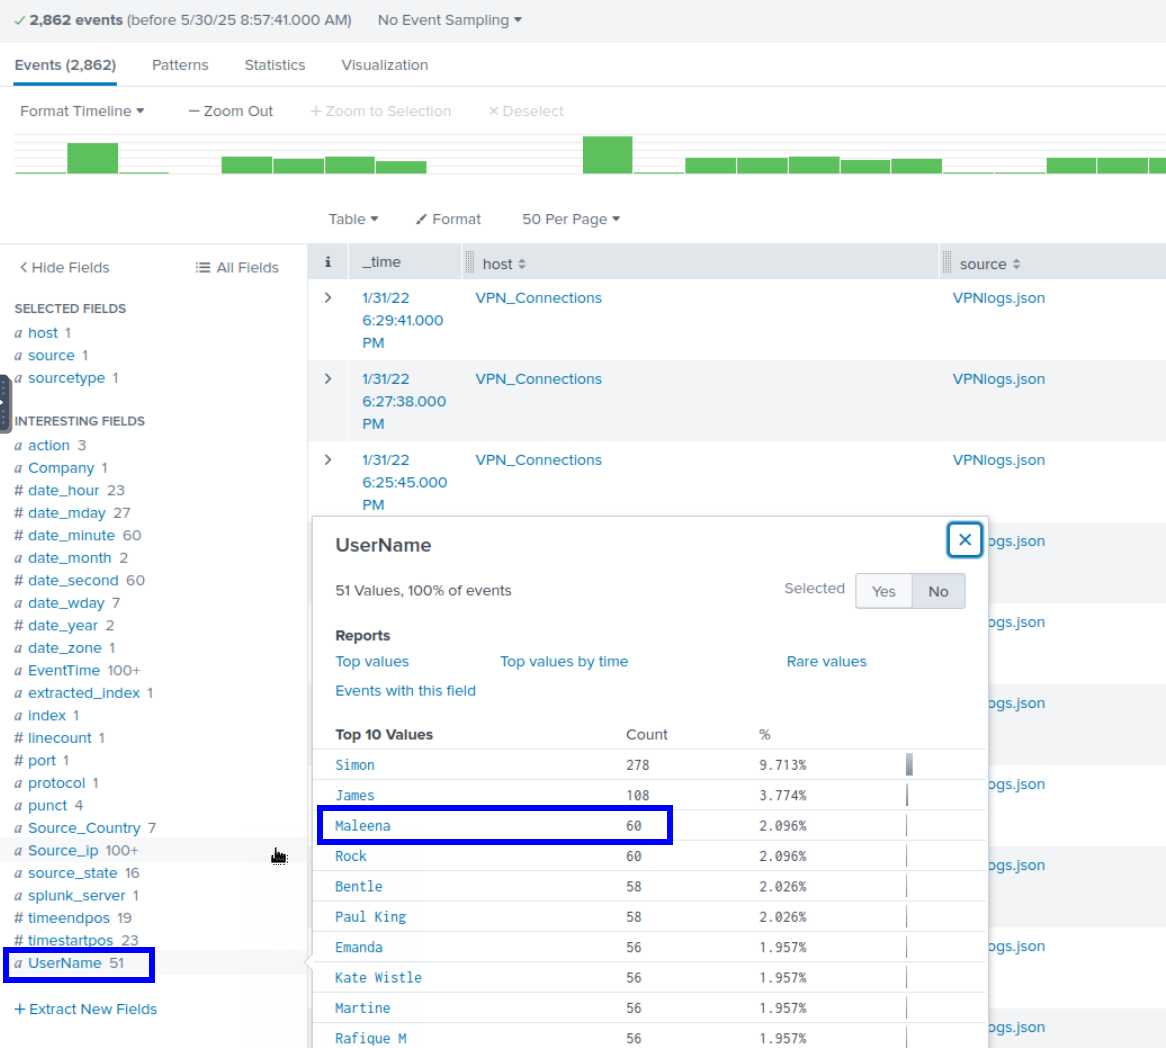 ✓ 2,862 events (before 5/30/25 8:57:41.000 AM) No Event Sampling
Events (2,862) Patterns Statistics Visualization
Format Timeline — Zoom Out + Zoom to Selection × Deselect
Table Format 50 Per Page
< Hide Fields All Fields
i _time host source
SELECTED FIELDS
a host 1
a source 1
a sourcetype 1
INTERESTING FIELDS
a action 3
a Company 1
# date_hour 23
# date_mday 27
# date_minute 60
a date_month 2
# date_second 60
a date_wday 7
# date_year 2
a date_zone 1
a EventTime 100+
a extracted_index 1
a index 1
# linecount 1
# port 1
a protocol 1
a punct 4
a Source_Country 7
a Source_ip 100+
a source_state 16
a splunk_server 1
# timeendpos 19
# timestartpos 23
a UserName 51
+ Extract New Fields
> 1/31/22 VPN_Connections VPNlogs.json
6:29:41.000
PM
> 1/31/22 VPN_Connections VPNlogs.json
6:27:38.000
PM
> 1/31/22 VPN_Connections VPNlogs.json
6:25:45.000
PM
UserName ×
51 Values, 100% of events Selected Yes No
Reports
Top values Top values by time Rare values
Events with this field
Top 10 Values Count %
Simon 278 9.713%
James 108 3.774%
Maleena 60 2.096%
Rock 60 2.096%
Bentle 58 2.026%
Paul King 58 2.026%
Emanda 56 1.957%
Kate Wistle 56 1.957%
Martine 56 1.957%
Rafique M 56 1.957%
ogs.json
ogs.json
ogs.json
ogs.json
ogs.json
ogs.json
ogs.json